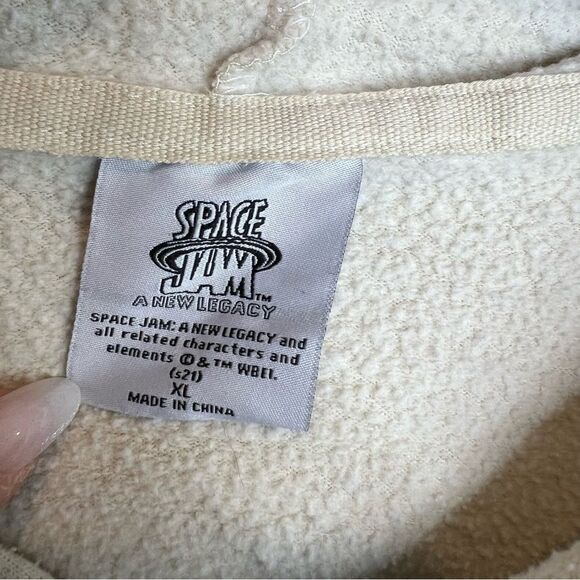 SPACE
JAM™
A NEW LEGACY
SPACE JAM: A NEW LEGACY and
all related characters and
elements © & ™ WBEI.
(s21)
XL
MADE IN CHINA